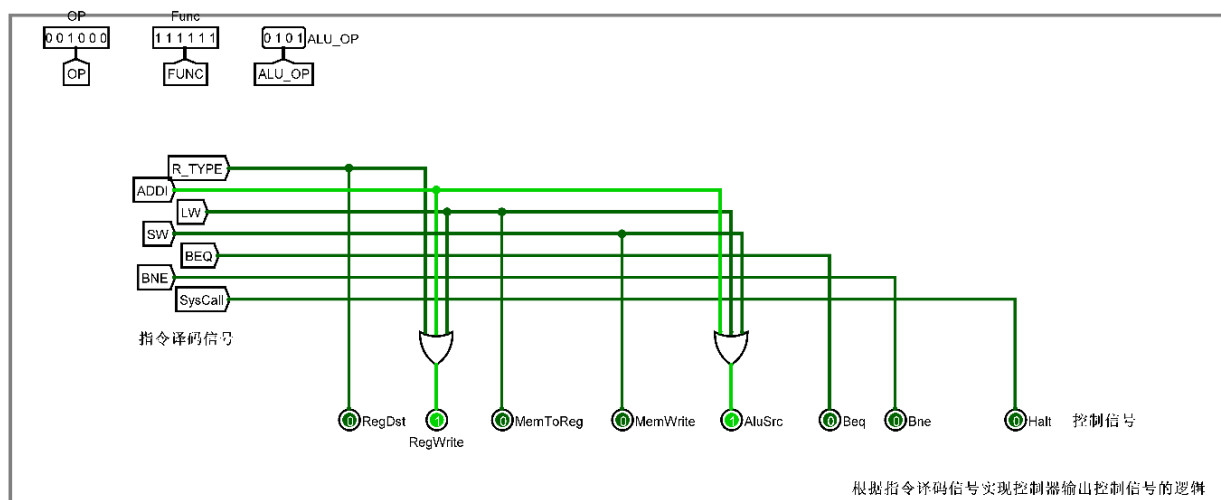 OP Func
001000 111111 0101 ALU_OP
OP FUNC ALU_OP
R_TYPE
ADDI
LW
SW
BEQ
BNE
SysCall
指令译码信号
0 RegDst 1 0 MemToReg 0 MemWrite 1 AluSrc 0 Beq 0 Bne 0 Halt 控制信号
RegWrite
根据指令译码信号实现控制器输出控制信号的逻辑